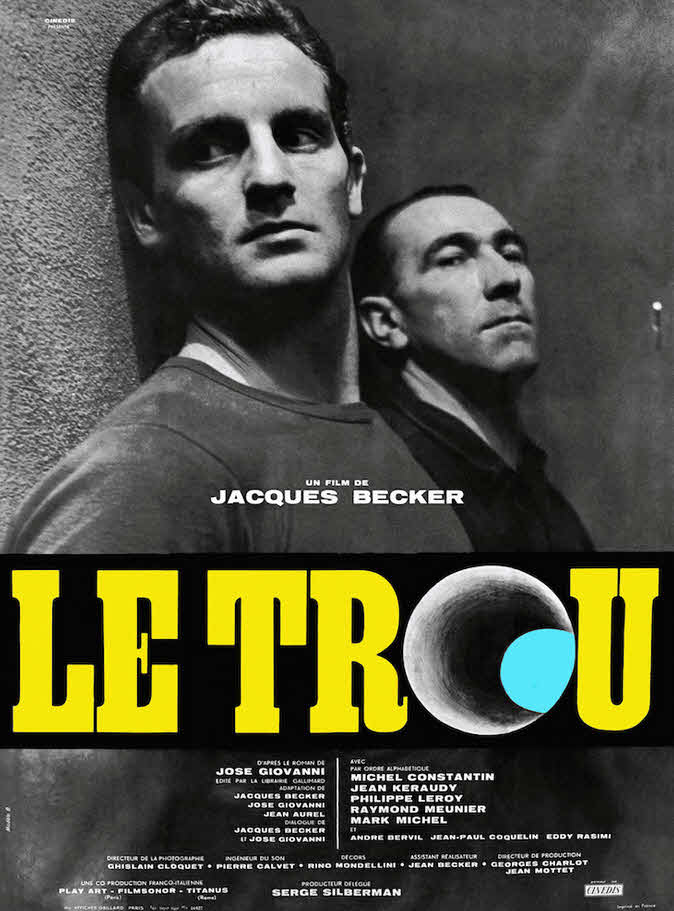 CINEDIS
PRÉSENTE
UN FILM DE
JACQUES BECKER
LE TROU
D'APRÈS LE ROMAN DE
JOSE GIOVANNI
EDITÉ PAR LA LIBRAIRIE GALLIMARD
ADAPTATION DE
JACQUES BECKER
JOSE GIOVANNI
JEAN AUREL
DIALOGUE DE
JACQUES BECKER
ET JOSE GIOVANNI
AVEC
PAR ORDRE ALPHABÉTIQUE
MICHEL CONSTANTIN
JEAN KERAUDY
PHILIPPE LEROY
RAYMOND MEUNIER
MARK MICHEL
ET
ANDRE BERVIL JEAN-PAUL COQUELIN EDDY RASIMI
DIRECTEUR DE LA PHOTOGRAPHIE
GHISLAIN CLOQUET •
INGÉNIEUR DU SON
PIERRE CALVET •
DÉCORS
RINO MONDELLINI •
ASSISTANT RÉALISATEUR
JEAN BECKER •
DIRECTEUR DE PRODUCTION
GEORGES CHARLOT
JEAN MOTTET
UNE CO-PRODUCTION FRANCO-ITALIENNE
PLAY ART - FILMSONOR - TITANUS
(Paris) (Rome)
PRODUCTEUR DÉLÉGUÉ
SERGE SILBERMAN
CINEDIS
Imprimé en France